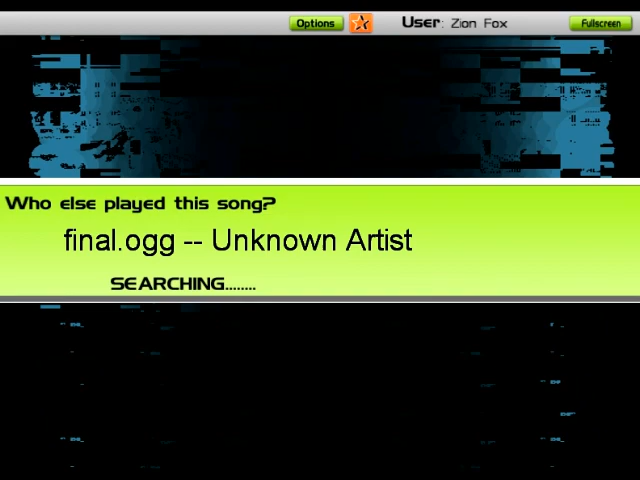 Options
User: Zion Fox
Fullscreen
Who else played this song?
final.ogg -- Unknown Artist
SEARCHING........